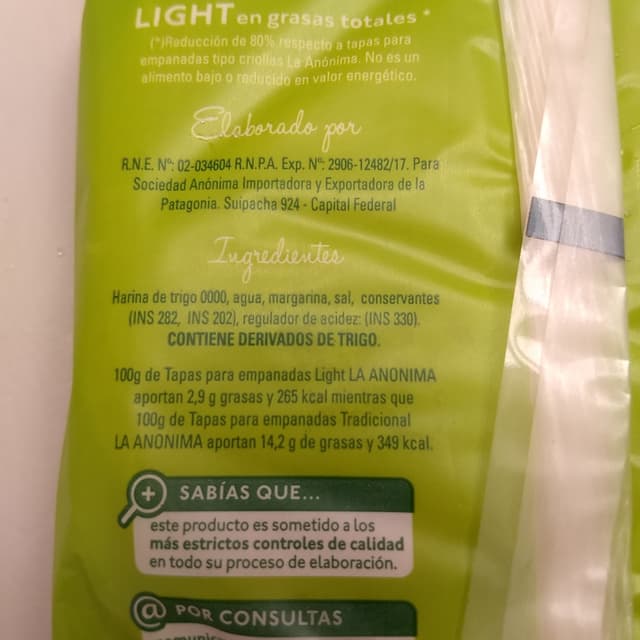 LIGHT en grasas totales *
(*)Reducción de 80% respecto a tapas para
empanadas tipo criollas La Anónima. No es un
alimento bajo o reducido en valor energético.
Elaborado por
R.N.E. Nº: 02-034604 R.N.P.A. Exp. Nº: 2906-12482/17. Para
Sociedad Anónima Importadora y Exportadora de la
Patagonia. Suipacha 924 - Capital Federal
Ingredientes
Harina de trigo 0000, agua, margarina, sal, conservantes
(INS 282, INS 202), regulador de acidez: (INS 330).
CONTIENE DERIVADOS DE TRIGO.
100g de Tapas para empanadas Light LA ANONIMA
aportan 2,9 g grasas y 265 kcal mientras que
100g de Tapas para empanadas Tradicional
LA ANONIMA aportan 14,2 g de grasas y 349 kcal.
SABÍAS QUE...
este producto es sometido a los
más estrictos controles de calidad
en todo su proceso de elaboración.
@ POR CONSULTAS